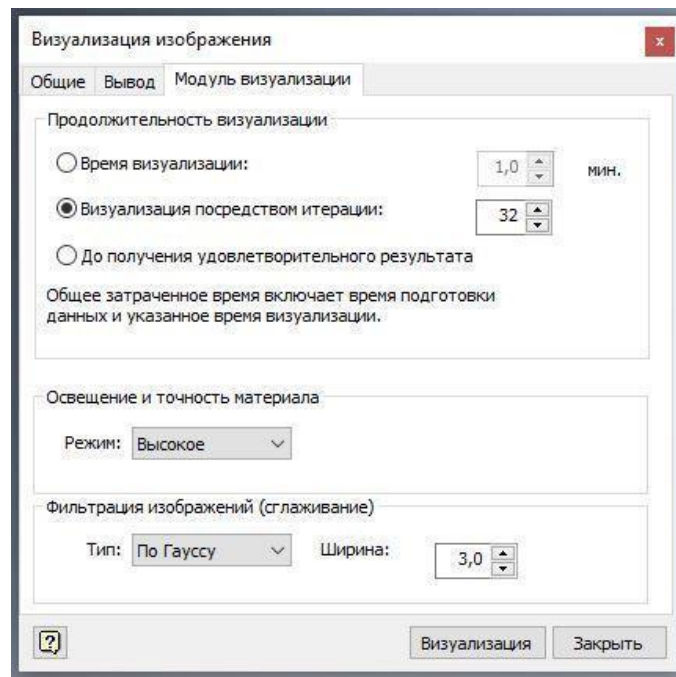 Визуализация изображения
x
Общие Вывод Модуль визуализации
Продолжительность визуализации
Время визуализации: 1,0 мин.
Визуализация посредством итерации: 32
До получения удовлетворительного результата
Общее затраченное время включает время подготовки
данных и указанное время визуализации.
Освещение и точность материала
Режим: Высокое
Фильтрация изображений (сглаживание)
Тип: По Гауссу Ширина: 3,0
? Визуализация Закрыть